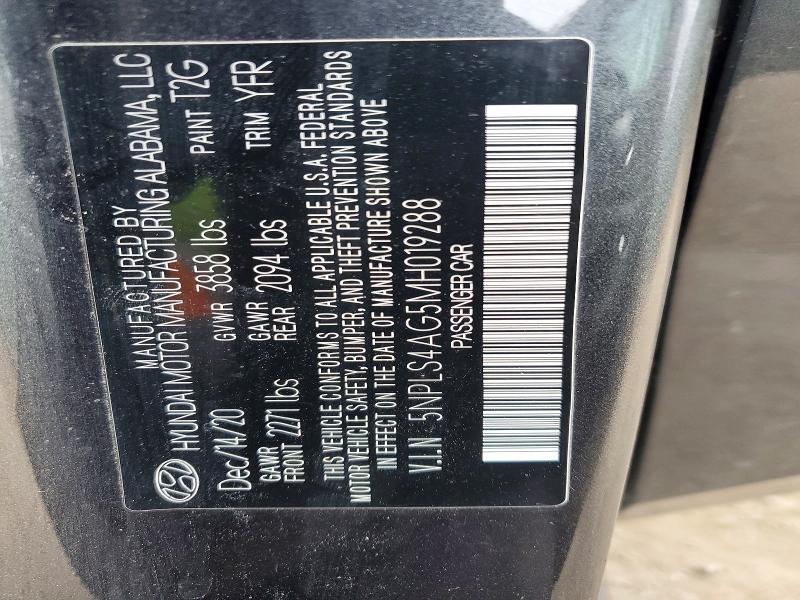 MANUFACTURED BY
HYUNDAI MOTOR MANUFACTURING ALABAMA, LLC
Dec/14/20 GVWR 3858 lbs PAINT T2G
GAWR FRONT 2271 lbs GAWR REAR 2094 lbs TRIM YFR
THIS VEHICLE CONFORMS TO ALL APPLICABLE U.S.A. FEDERAL
MOTOR VEHICLE SAFETY, BUMPER, AND THEFT PREVENTION STANDARDS
IN EFFECT ON THE DATE OF MANUFACTURE SHOWN ABOVE
V.I.N 5NPLS4AG5MH019288
PASSENGER CAR